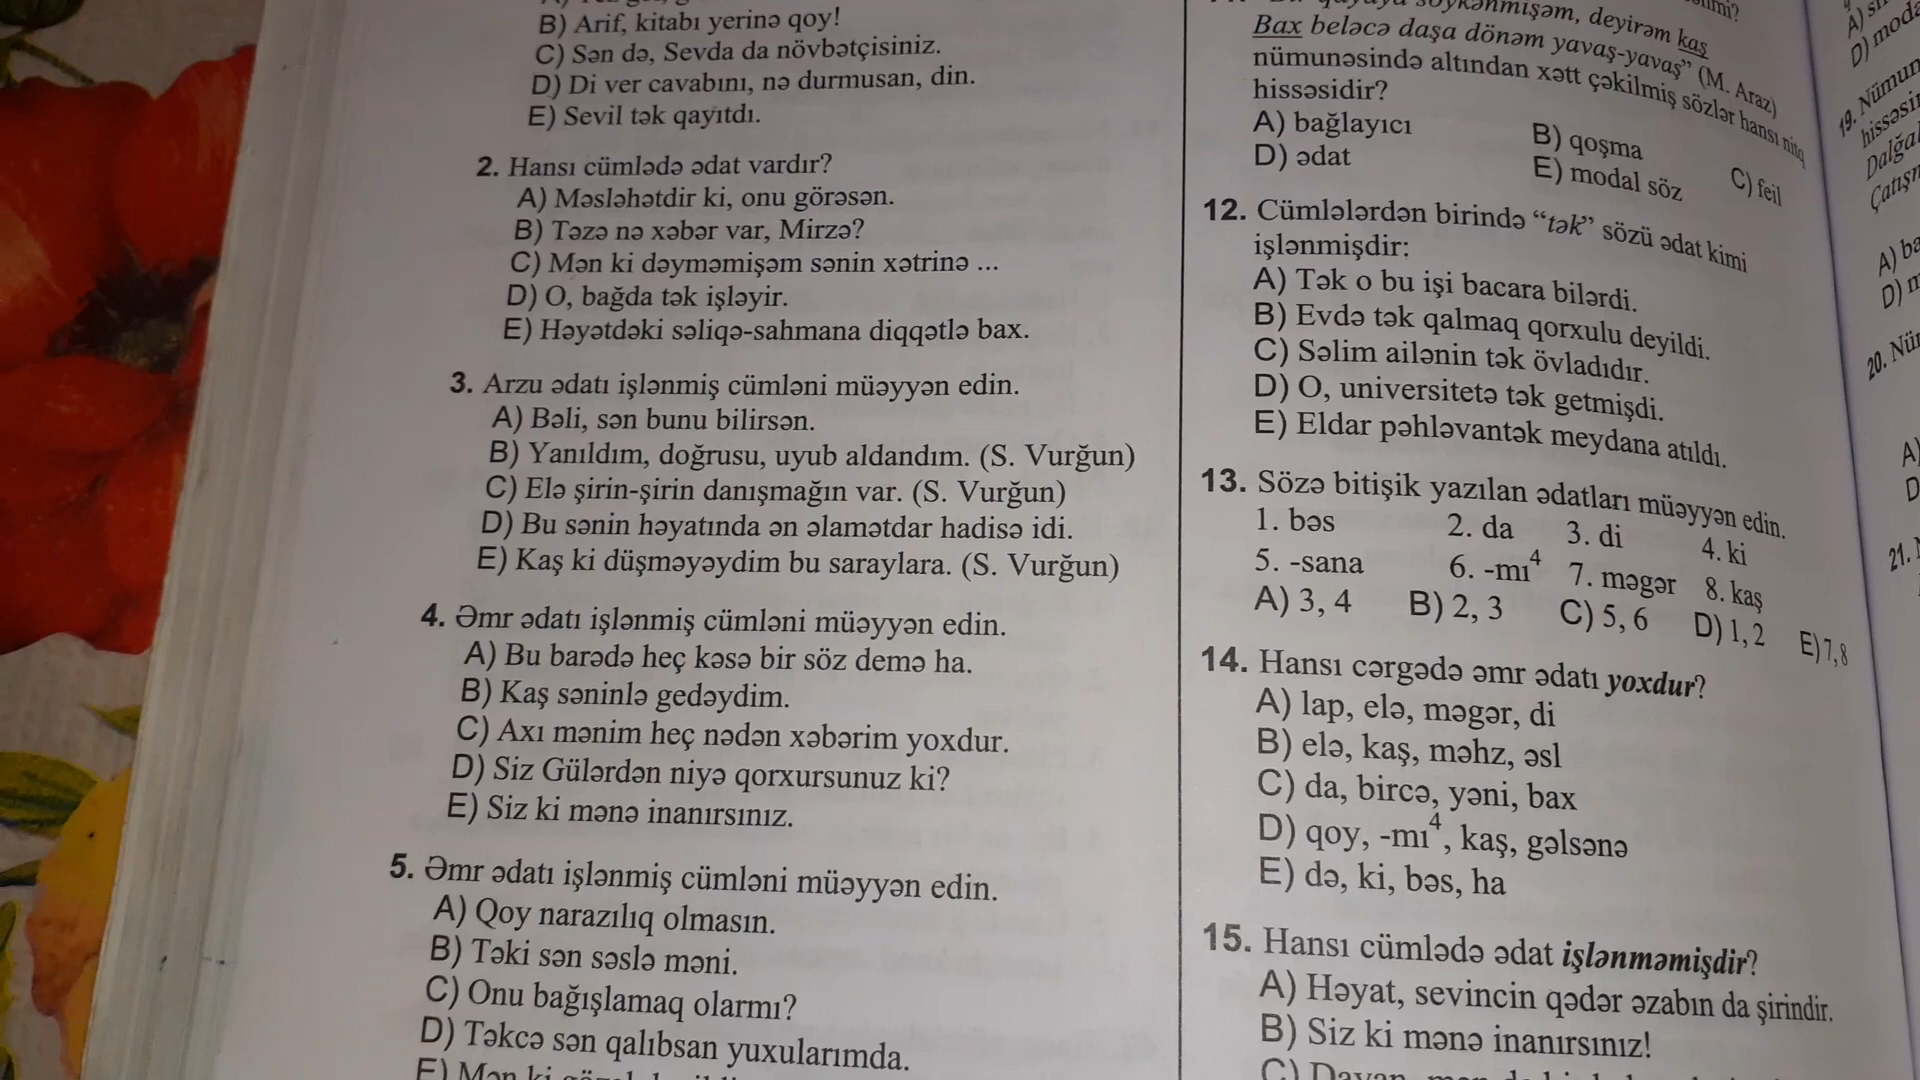 B) Arif, kitabı yerinə qoy!
C) Sən də, Sevda da növbətçisiniz.
D) Di ver cavabını, nə durmusan, din.
E) Sevil tək qayıtdı.
2. Hansı cümlədə ədat vardır?
A) Məsləhətdir ki, onu görəsən.
B) Təzə nə xəbər var, Mirzə?
C) Mən ki dəyməmişəm sənin xətrinə ...
D) O, bağda tək işləyir.
E) Həyətdəki səliqə-sahmana diqqətlə bax.
3. Arzu ədatı işlənmiş cümləni müəyyən edin.
A) Bəli, sən bunu bilirsən.
B) Yanıldım, doğrusu, uyub aldandım. (S. Vurğun)
C) Elə şirin-şirin danışmağın var. (S. Vurğun)
D) Bu sənin həyatında ən əlamətdar hadisə idi.
E) Kaş ki düşməyəydim bu saraylara. (S. Vurğun)
4. Əmr ədatı işlənmiş cümləni müəyyən edin.
A) Bu barədə heç kəsə bir söz demə ha.
B) Kaş səninlə gedəydim.
C) Axı mənim heç nədən xəbərim yoxdur.
D) Siz Gülərdən niyə qorxursunuz ki?
E) Siz ki mənə inanırsınız.
5. Əmr ədatı işlənmiş cümləni müəyyən edin.
A) Qoy narazılıq olmasın.
B) Təki sən səslə məni.
C) Onu bağışlamaq olarmı?
D) Təkcə sən qalıbsan yuxularımda.
E) Mən ki
söykənmişəm, deyirəm kaş
Bax beləcə daşa dönəm yavaş-yavaş” (M. Araz)
nümunəsində altından xətt çəkilmiş sözlər hansı nitq
hissəsidir?
A) bağlayıcı B) qoşma C) feil
D) ədat E) modal söz
12. Cümlələrdən birində “tək” sözü ədat kimi
işlənmişdir:
A) Tək o bu işi bacara bilərdi.
B) Evdə tək qalmaq qorxulu deyildi.
C) Səlim ailənin tək övladıdır.
D) O, universitetə tək getmişdi.
E) Eldar pəhləvantək meydana atıldı.
13. Sözə bitişik yazılan ədatları müəyyən edin.
1. bəs 2. da 3. di 4. ki
5. -sana 6. -mı⁴ 7. məgər 8. kaş
A) 3, 4 B) 2, 3 C) 5, 6 D) 1, 2 E) 7,8
14. Hansı cərgədə əmr ədatı yoxdur?
A) lap, elə, məgər, di
B) elə, kaş, məhz, əsl
C) da, bircə, yəni, bax
D) qoy, -mı⁴, kaş, gəlsənə
E) də, ki, bəs, ha
15. Hansı cümlədə ədat işlənməmişdir?
A) Həyat, sevincin qədər əzabın da şirindir.
B) Siz ki mənə inanırsınız!
C)
A)
D)
19.
A)
D)
20.
A)
D
21.